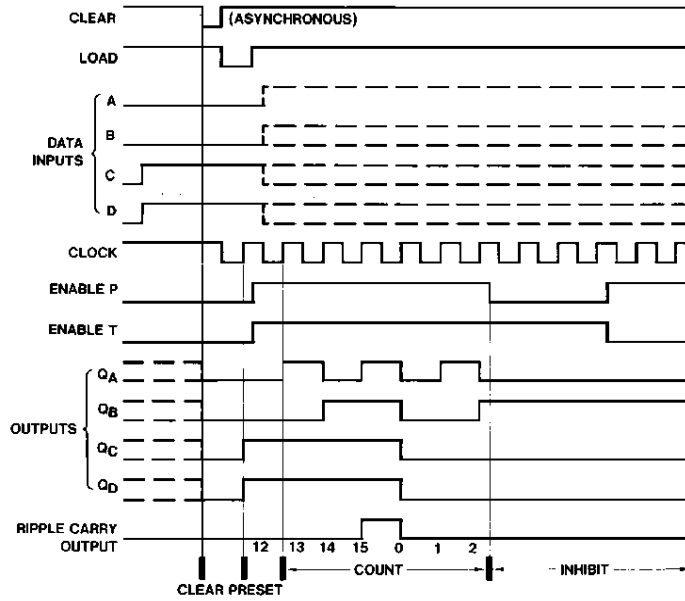 CLEAR
(ASYNCHRONOUS)
LOAD
A
B
DATA
INPUTS
C
D
CLOCK
ENABLE P
ENABLE T
QA
QB
OUTPUTS
QC
QD
RIPPLE CARRY
OUTPUT
12 13 14 15 0 1 2
COUNT
INHIBIT
CLEAR PRESET